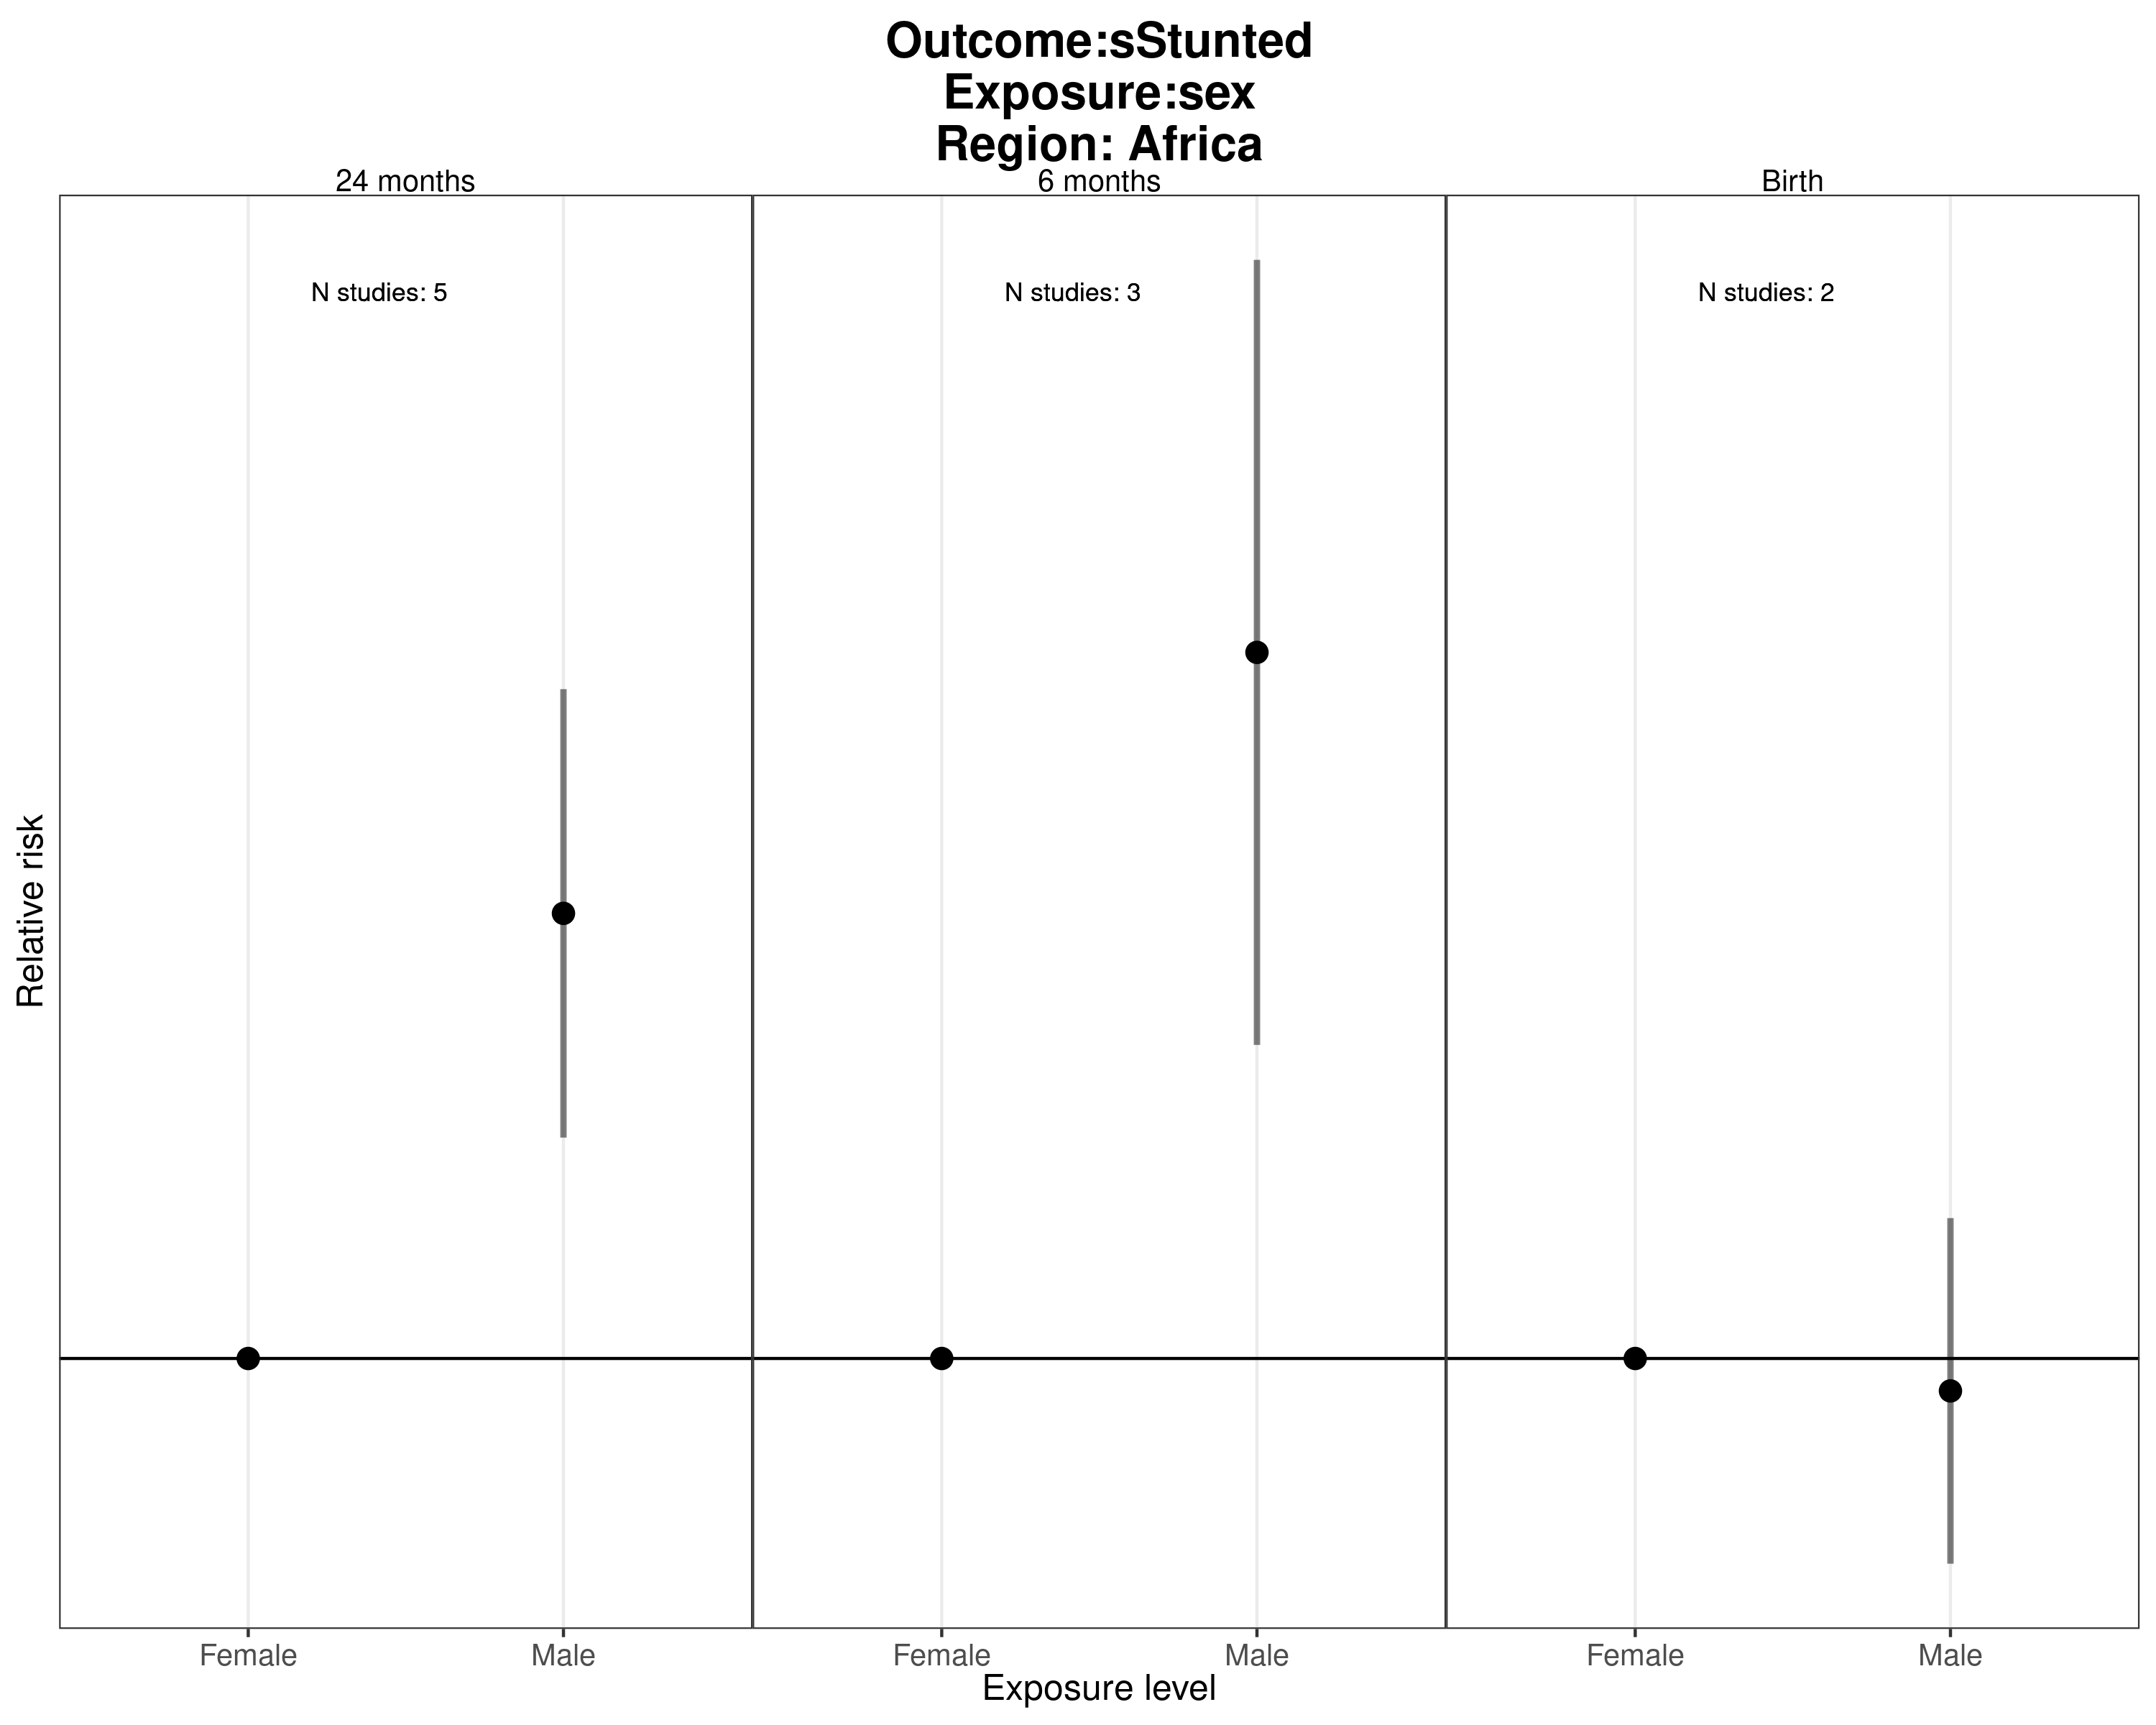 Outcome:sStunted
Exposure:sex
Region: Africa
24 months
6 months
Birth
N studies: 5
N studies: 3
N studies: 2
Relative risk
Female
Male
Female
Male
Female
Male
Exposure level